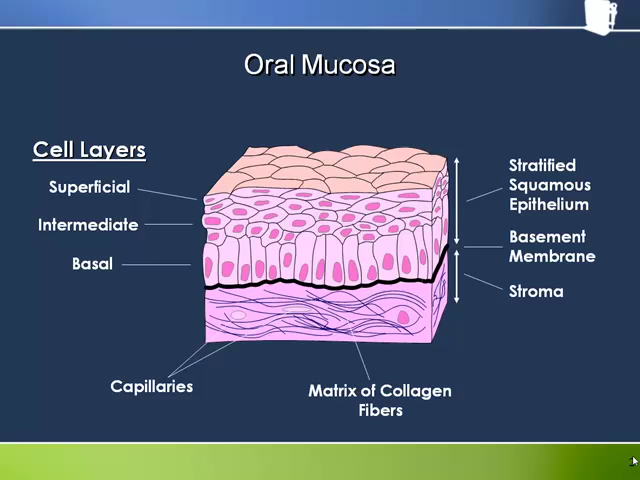 Oral Mucosa
Cell Layers
Superficial
Intermediate
Basal
Stratified
Squamous
Epithelium
Basement
Membrane
Stroma
Capillaries
Matrix of Collagen
Fibers